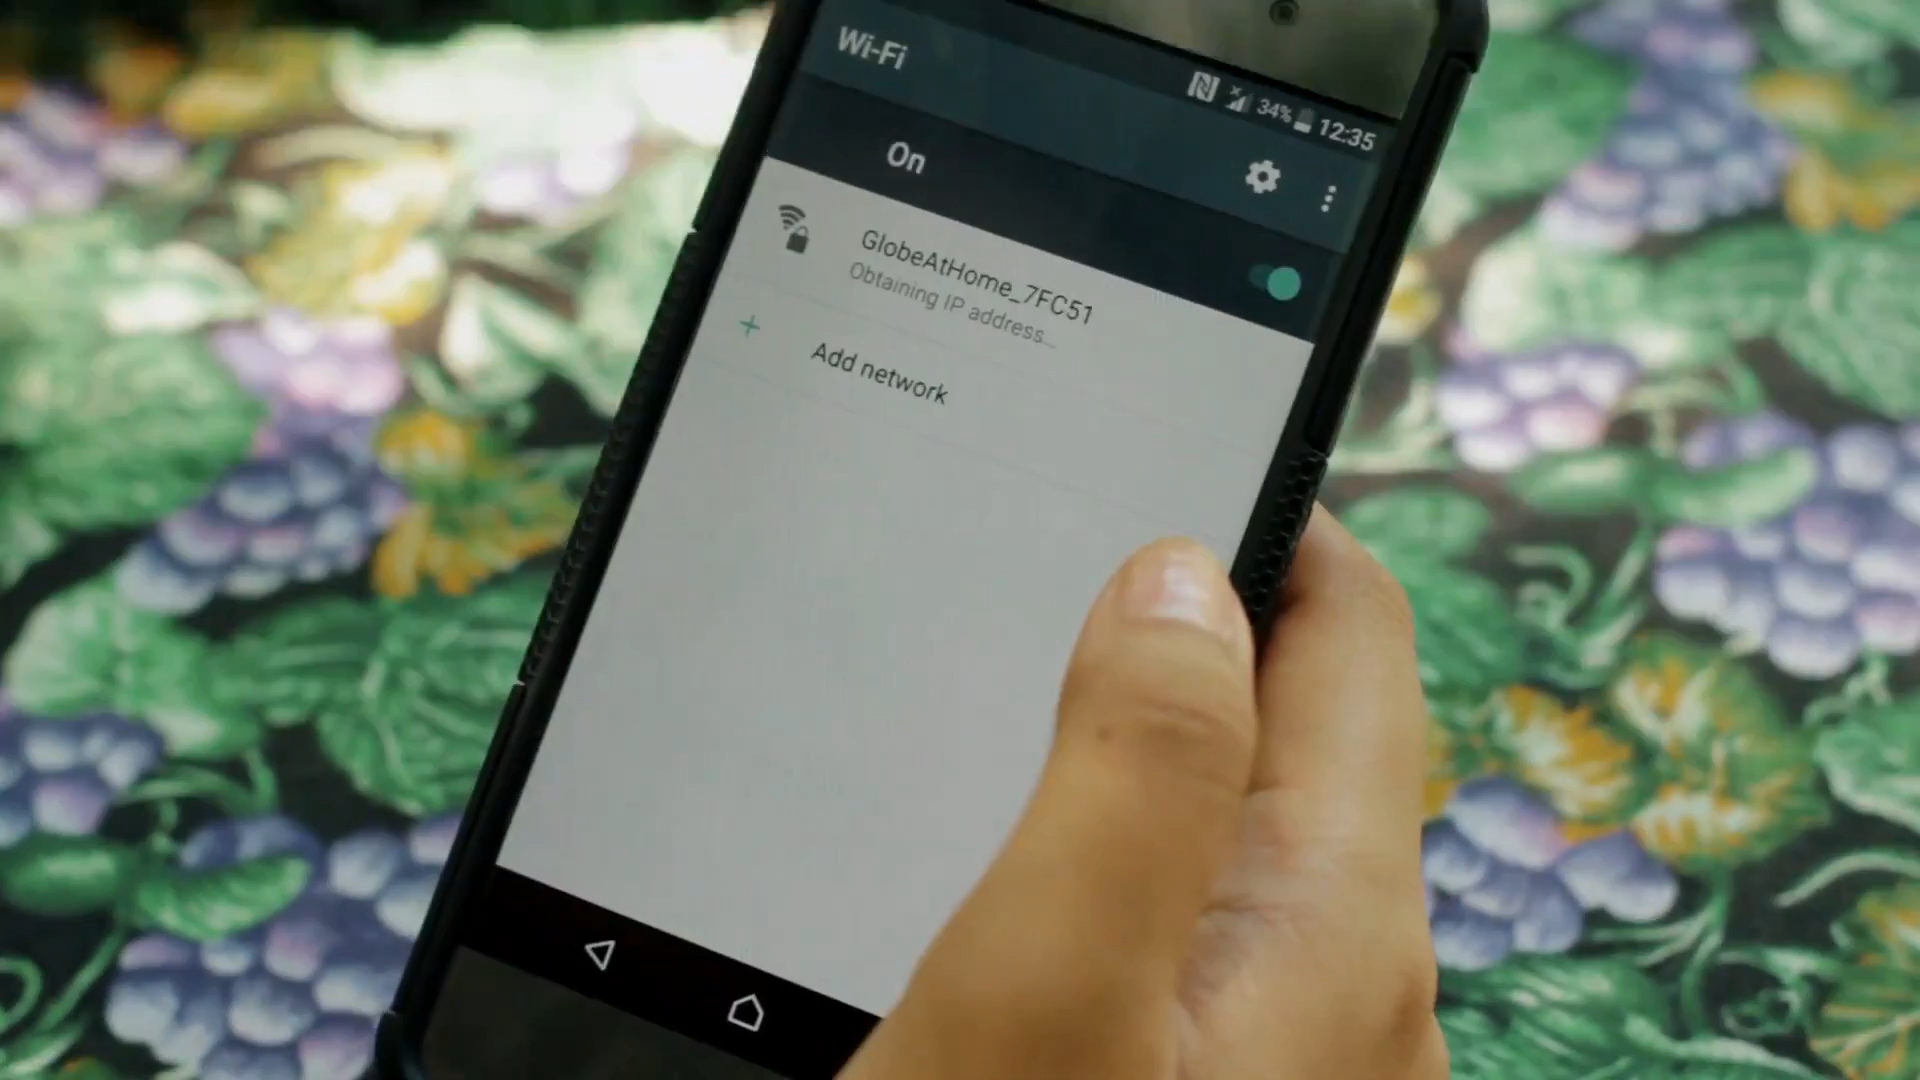 34% 12:35
Wi-Fi
On
GlobeAtHome_7FC51
Obtaining IP address...
Add network